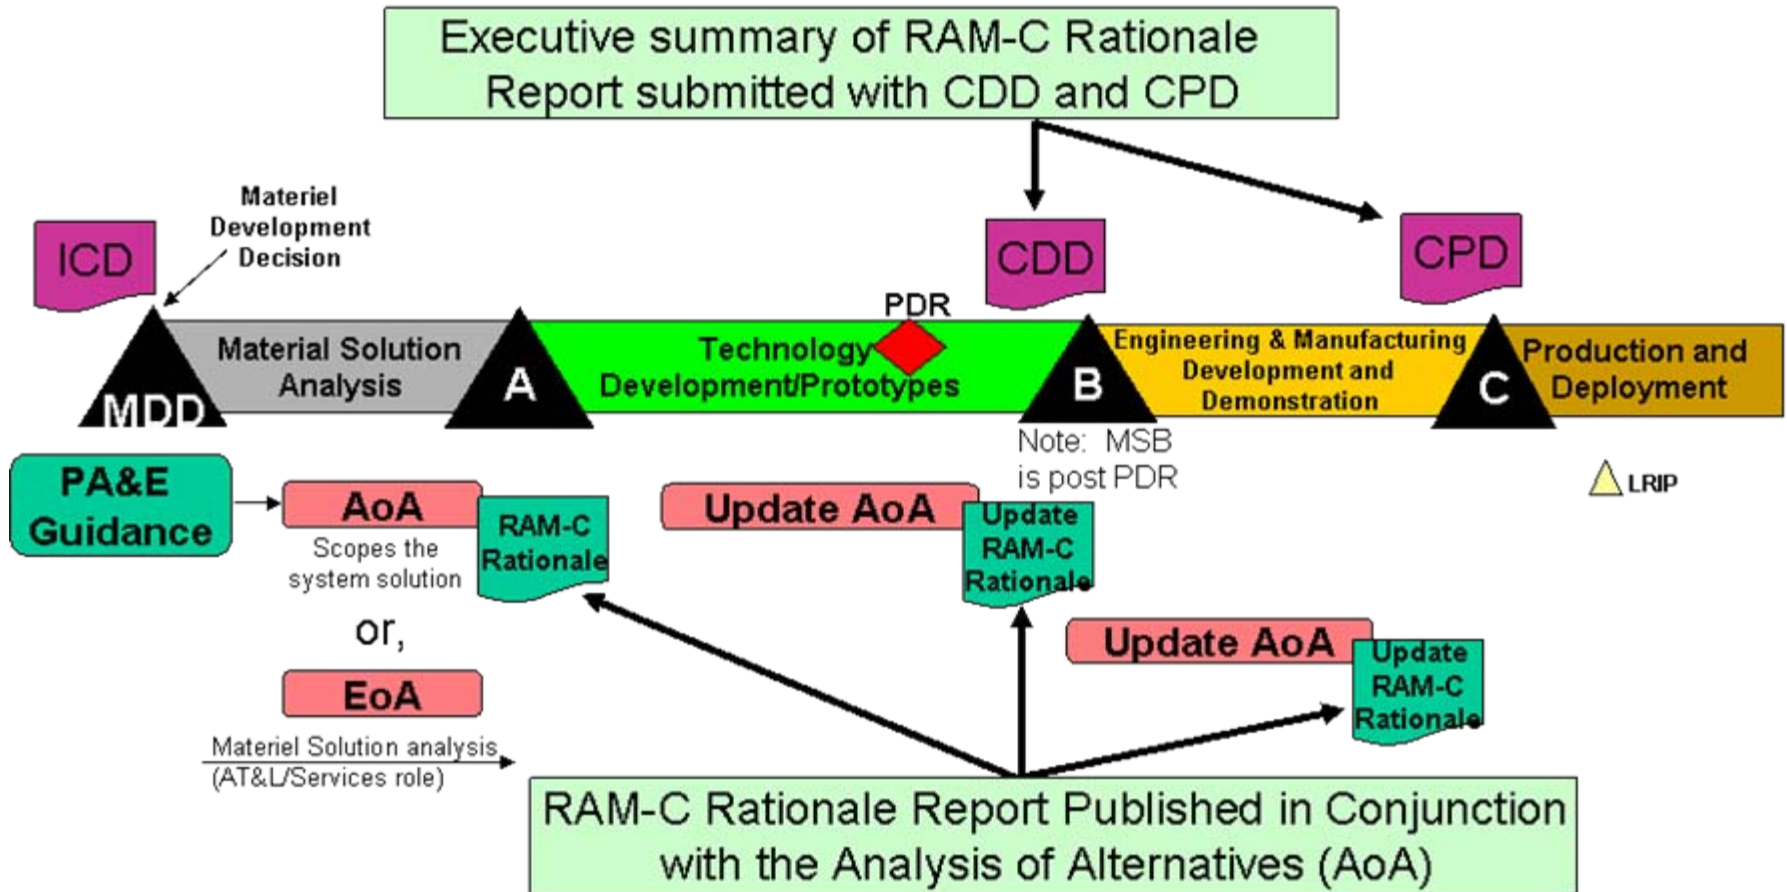 Executive summary of RAM-C Rationale
Report submitted with CDD and CPD
Materiel
Development
Decision
ICD
CDD
CPD
PDR
MDD
Material Solution
Analysis
A
Technology
Development/Prototypes
B
Engineering & Manufacturing
Development and
Demonstration
C
Production and
Deployment
Note: MSB
is post PDR
LRIP
PA&E
Guidance
AoA
Scopes the
system solution
RAM-C
Rationale
Update AoA
Update
RAM-C
Rationale
or,
EoA
Materiel Solution analysis
(AT&L/Services role)
Update AoA
Update
RAM-C
Rationale
RAM-C Rationale Report Published in Conjunction
with the Analysis of Alternatives (AoA)